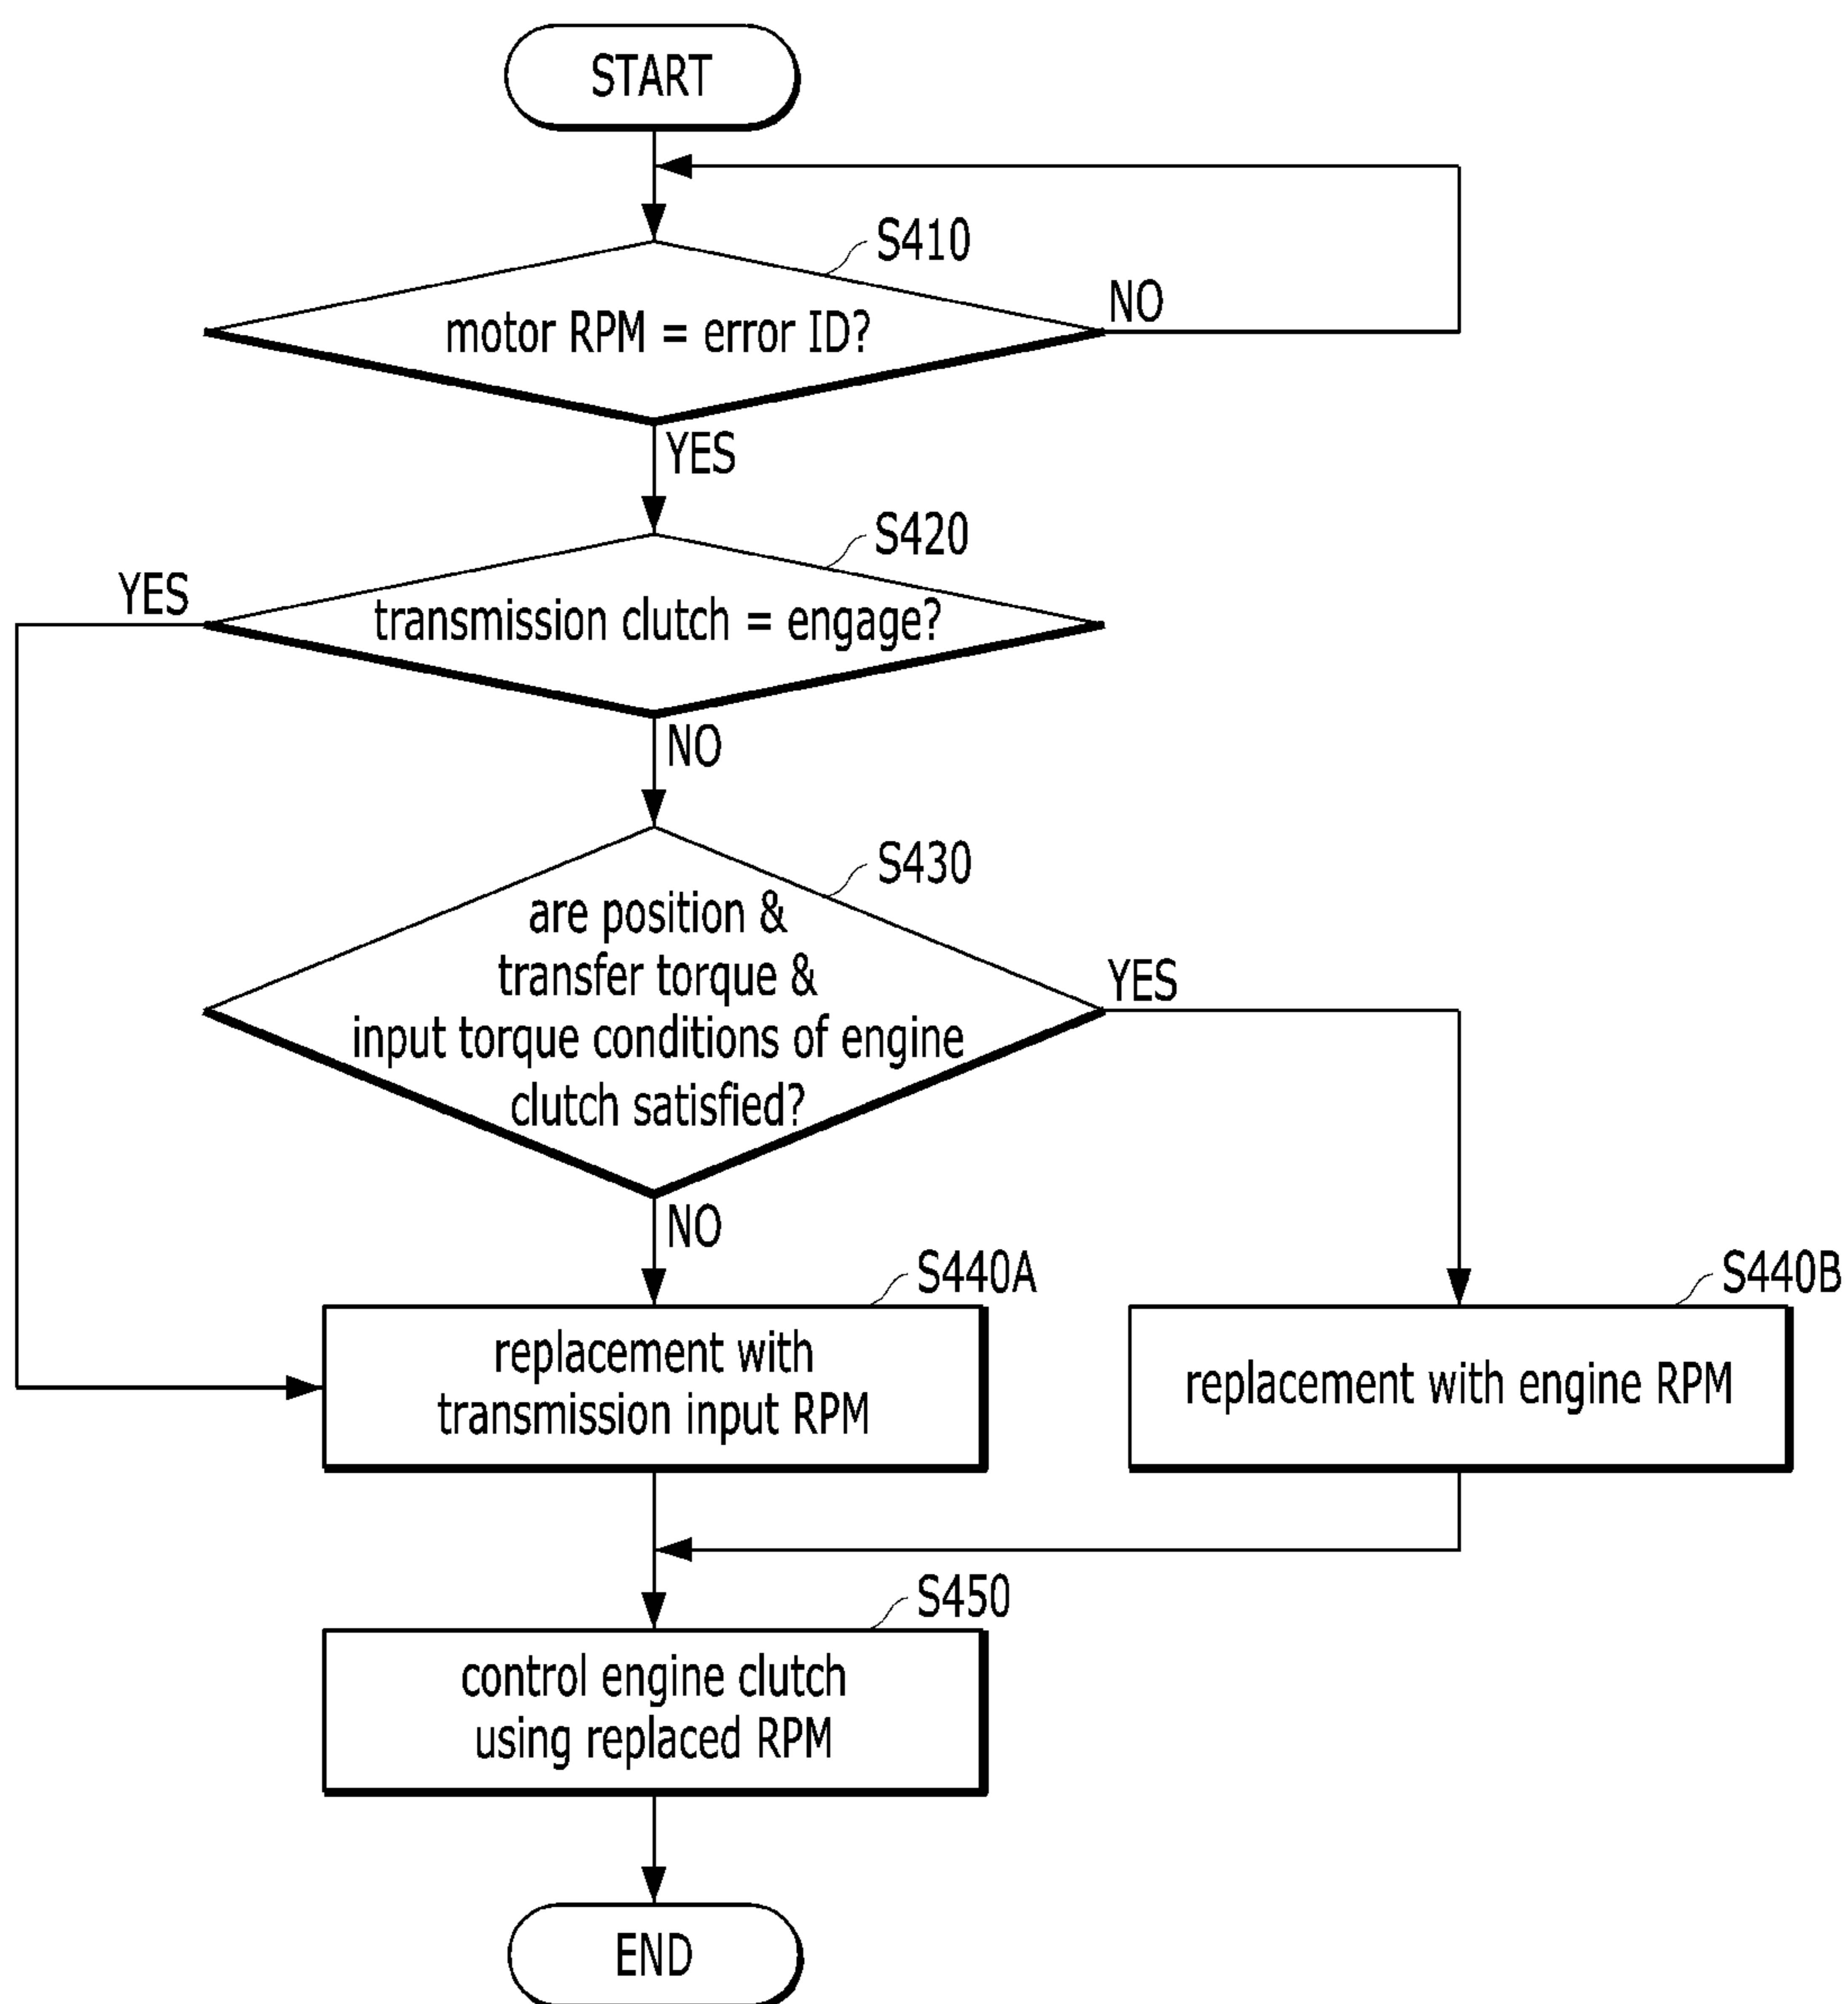 START
S410
motor RPM = error ID?
NO
YES
S420
YES
transmission clutch = engage?
NO
S430
are position &
transfer torque &
input torque conditions of engine
clutch satisfied?
YES
NO
S440A
replacement with
transmission input RPM
S440B
replacement with engine RPM
S450
control engine clutch
using replaced RPM
END